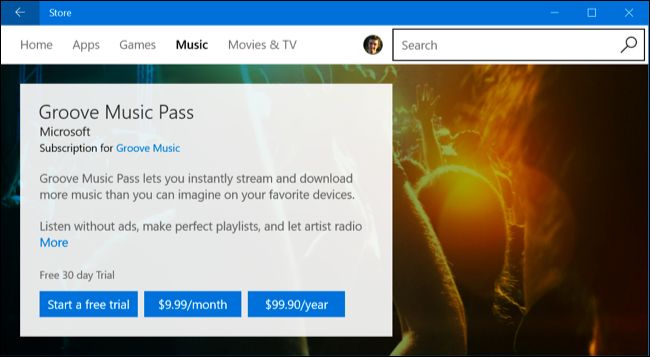 Store
Home Apps Games Music Movies & TV Search
Groove Music Pass
Microsoft
Subscription for Groove Music
Groove Music Pass lets you instantly stream and download
more music than you can imagine on your favorite devices.
Listen without ads, make perfect playlists, and let artist radio
More
Free 30 day Trial
Start a free trial $9.99/month $99.90/year